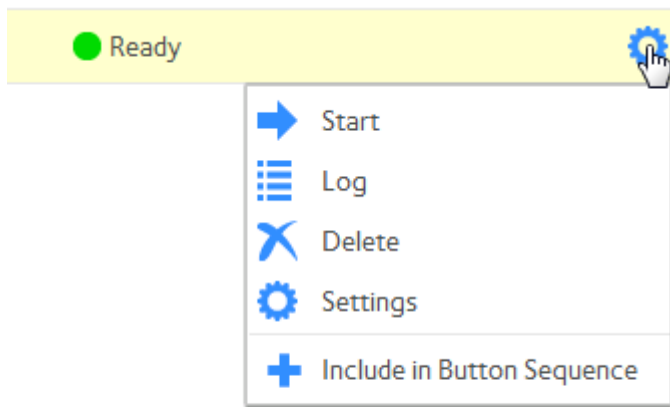 Ready
Start
Log
Delete
Settings
Include in Button Sequence